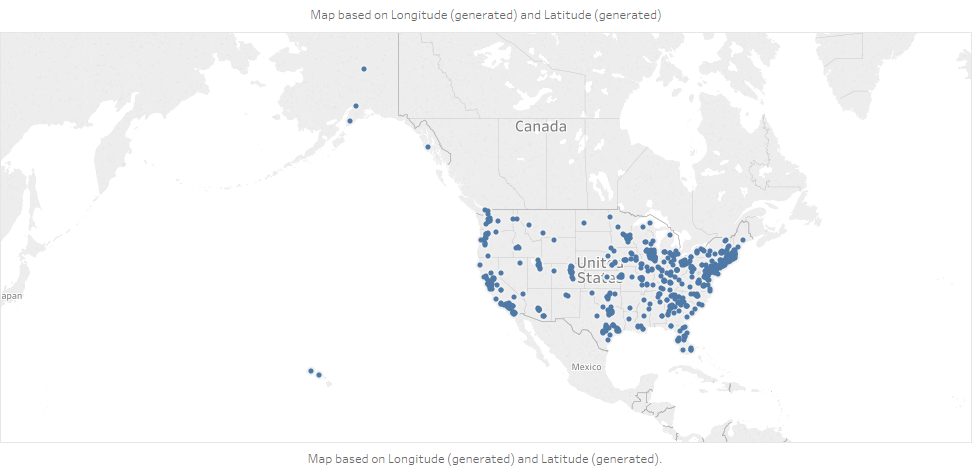 Map based on Longitude (generated) and Latitude (generated)
Canada
United
States
apan
Mexico
Map based on Longitude (generated) and Latitude (generated).